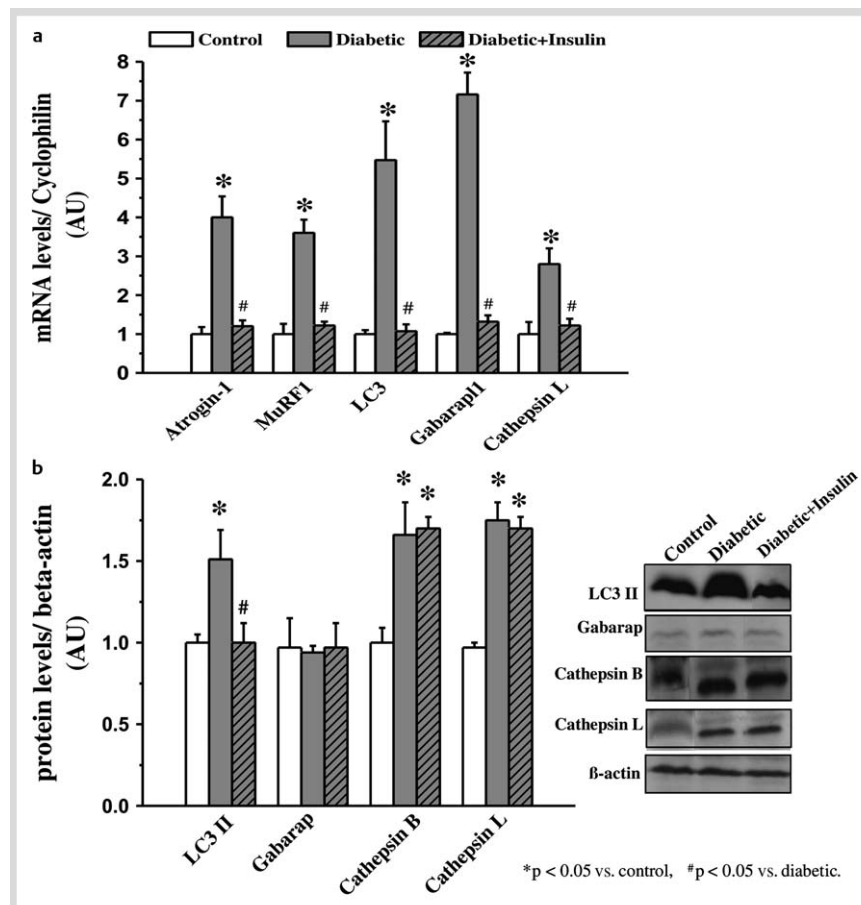 a
Control Diabetic Diabetic+Insulin
mRNA levels/ Cyclophilin
(AU)
8
7
6
5
4
3
2
1
0
* * * * *
# # # # #
Atrogin-1 MuRF1 LC3 Gabarapl1 Cathepsin L
b
protein levels/ beta-actin
(AU)
2.0
1.5
1.0
0.5
0.0
* # * * * *
LC3 II Gabarap Cathepsin B Cathepsin L
Control Diabetic Diabetic+Insulin
LC3 II
Gabarap
Cathepsin B
Cathepsin L
ß-actin
*p < 0.05 vs. control, #p < 0.05 vs. diabetic.